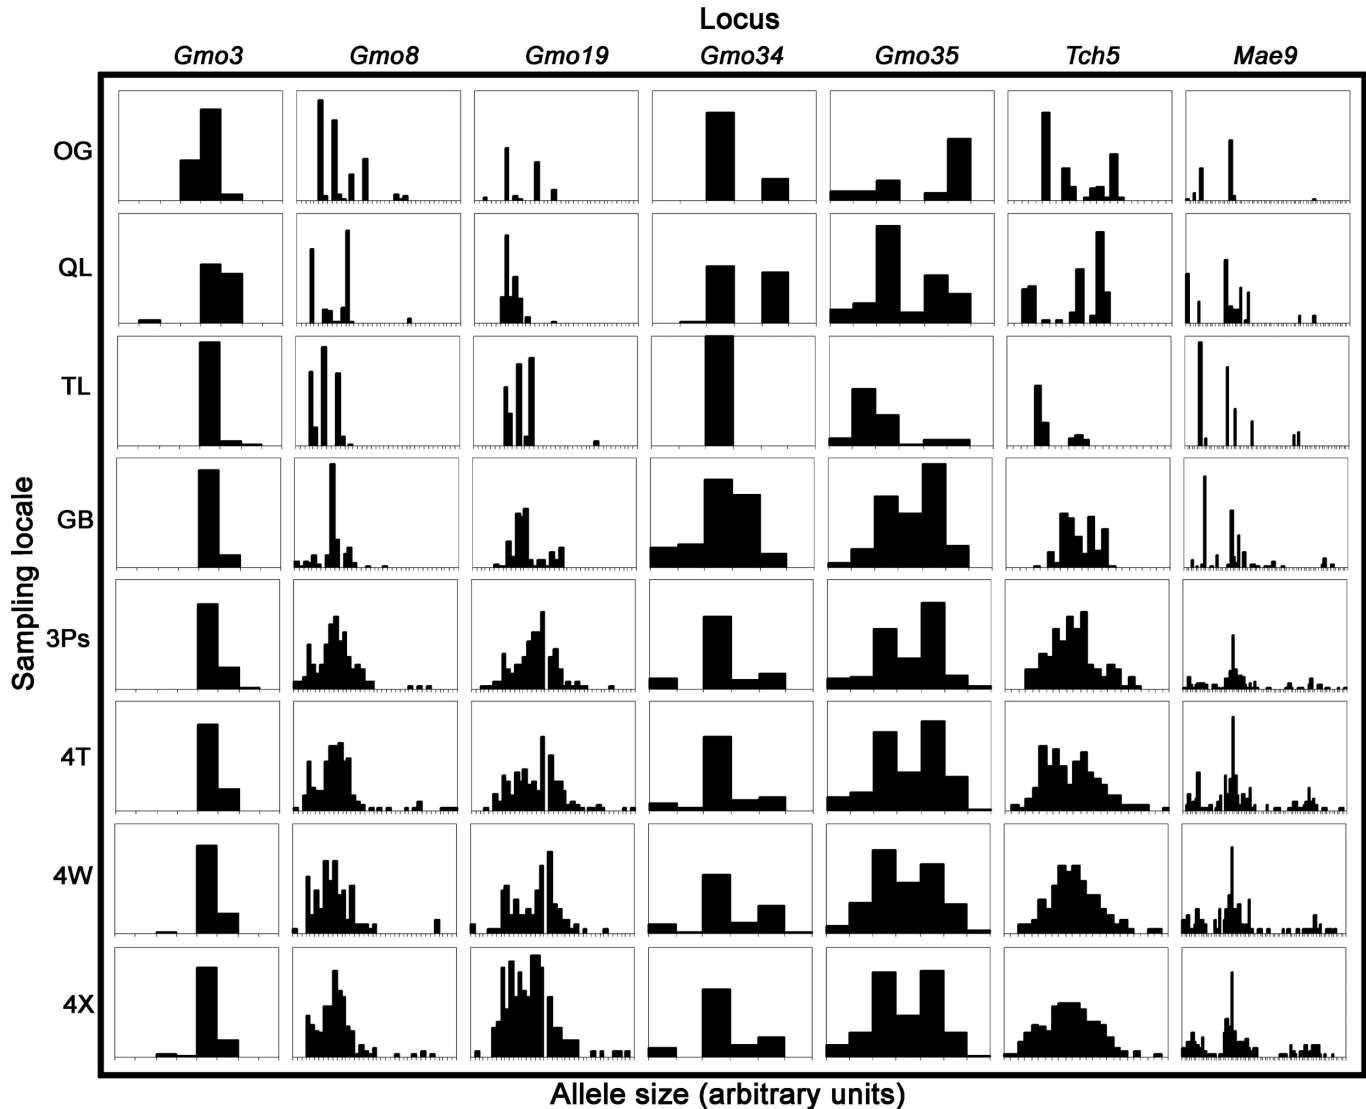 Locus
Gmo3 Gmo8 Gmo19 Gmo34 Gmo35 Tch5 Mae9
Sampling locale
OG
QL
TL
GB
3Ps
4T
4W
4X
Allele size (arbitrary units)